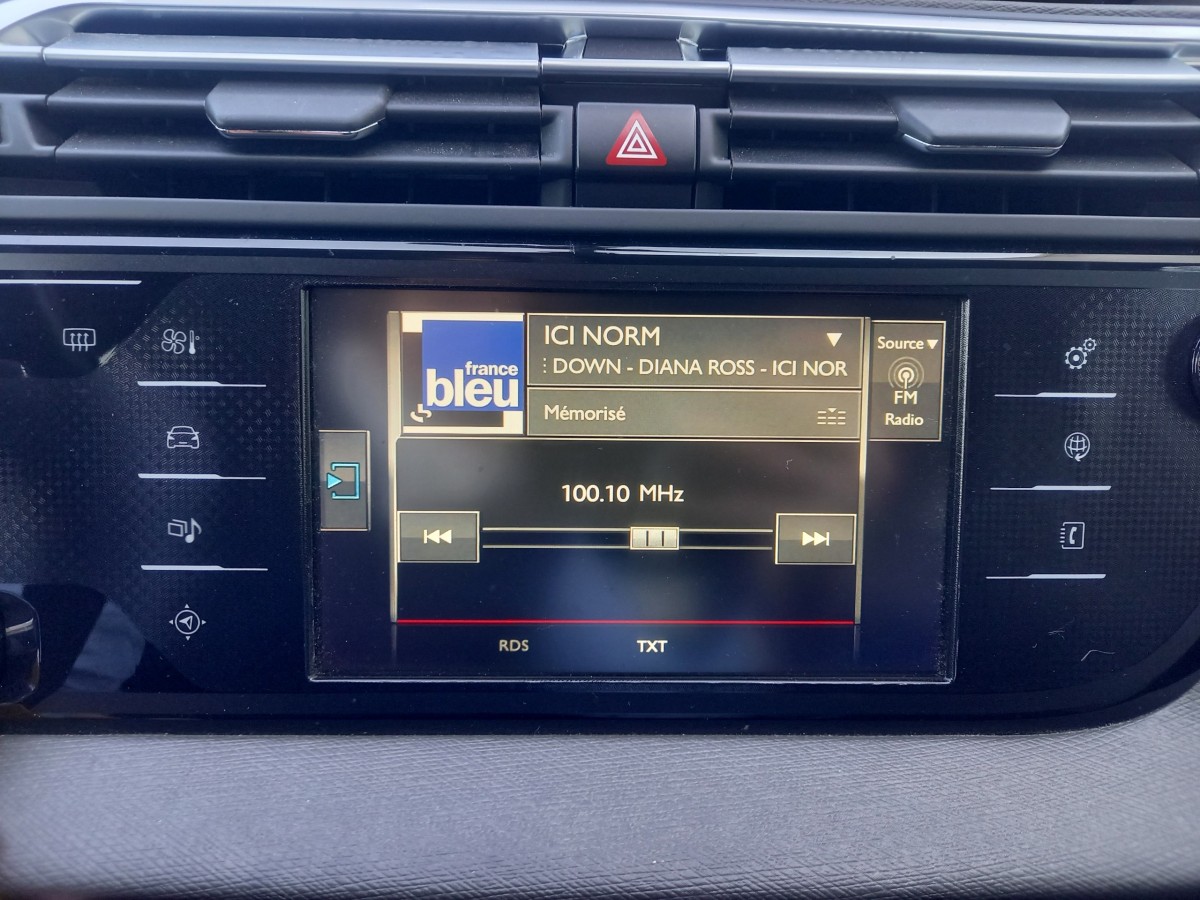 france
bleu
ICI NORM
DOWN - DIANA ROSS - ICI NOR
Mémorisé
Source
FM
Radio
100.10 MHz
RDS
TXT